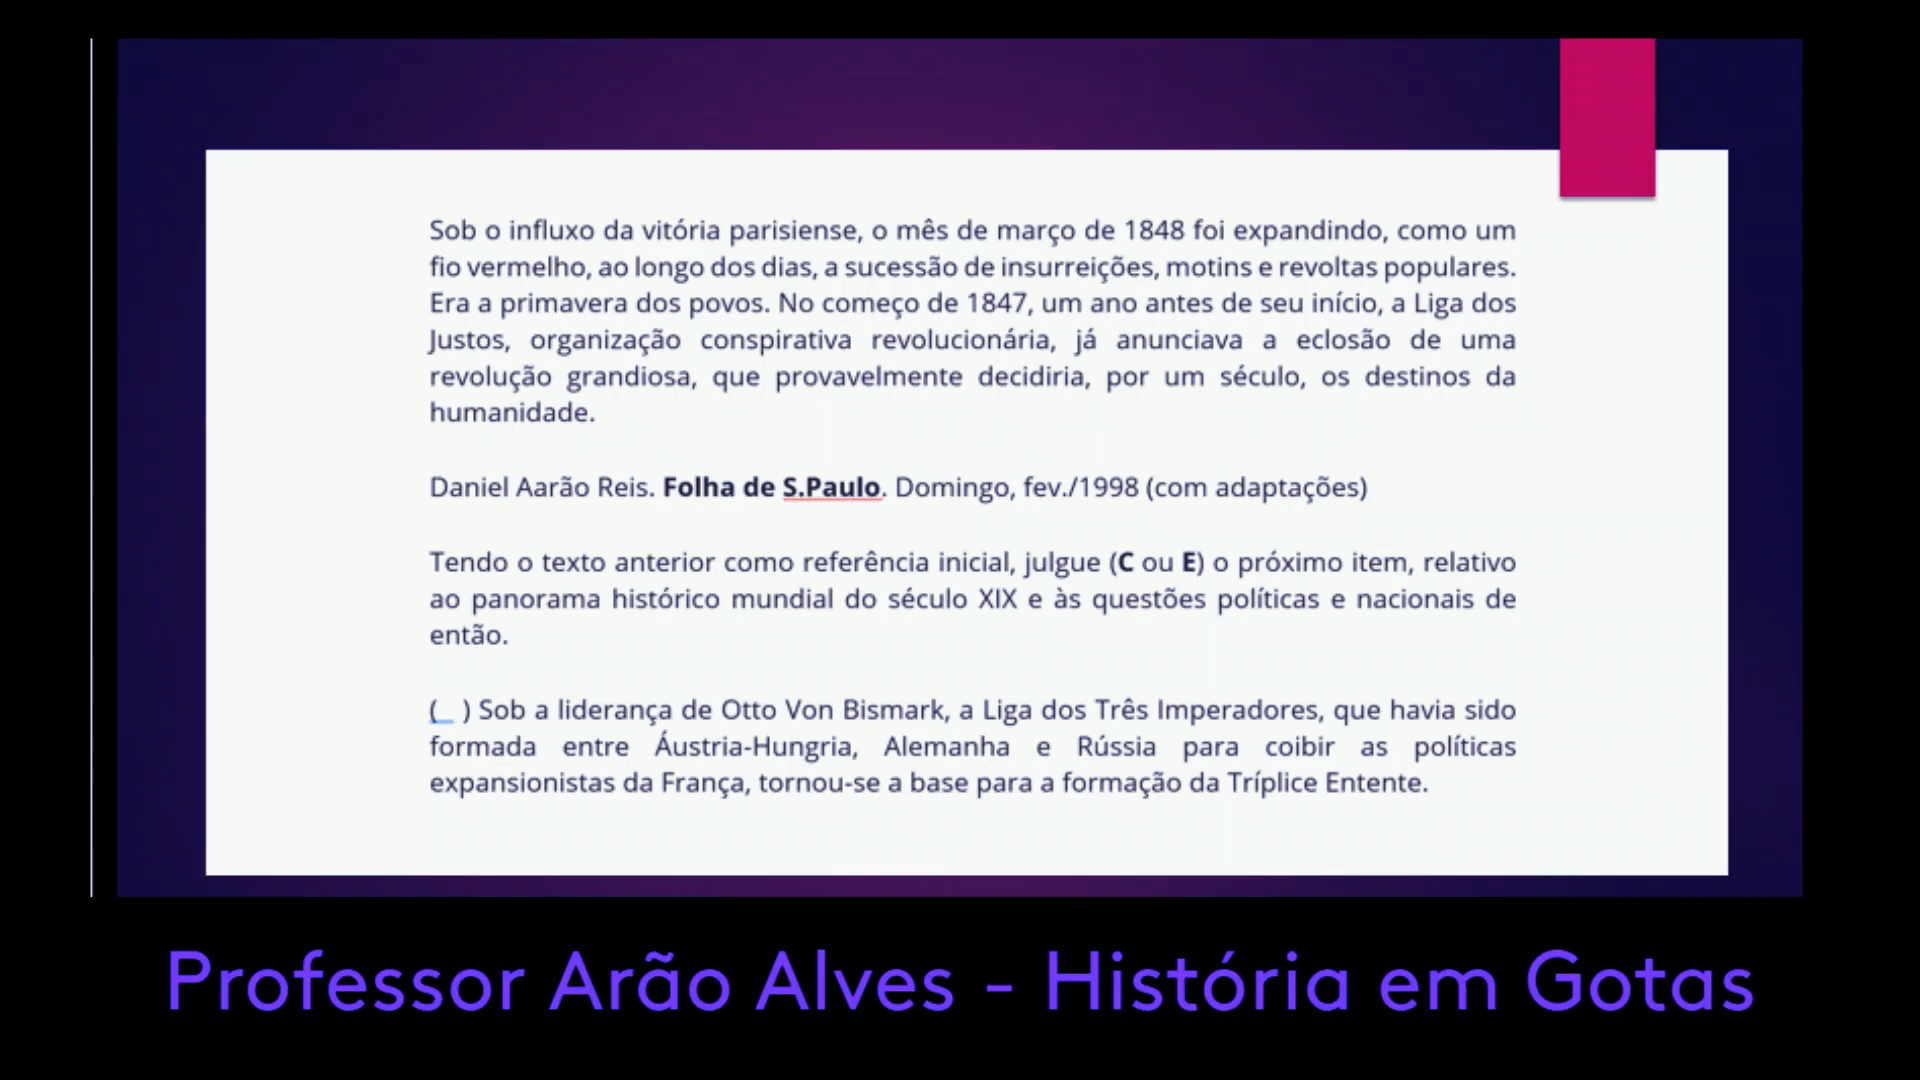 Sob o influxo da vitória parisiense, o mês de março de 1848 foi expandindo, como um
fio vermelho, ao longo dos dias, a sucessão de insurreições, motins e revoltas populares.
Era a primavera dos povos. No começo de 1847, um ano antes de seu início, a Liga dos
Justos, organização conspirativa revolucionária, já anunciava a eclosão de uma
revolução grandiosa, que provavelmente decidiria, por um século, os destinos da
humanidade.
Daniel Aarão Reis. Folha de S.Paulo. Domingo, fev./1998 (com adaptações)
Tendo o texto anterior como referência inicial, julgue (C ou E) o próximo item, relativo
ao panorama histórico mundial do século XIX e às questões políticas e nacionais de
então.
(  ) Sob a liderança de Otto Von Bismark, a Liga dos Três Imperadores, que havia sido
formada entre Áustria-Hungria, Alemanha e Rússia para coibir as políticas
expansionistas da França, tornou-se a base para a formação da Tríplice Entente.
Professor Arão Alves - História em Gotas